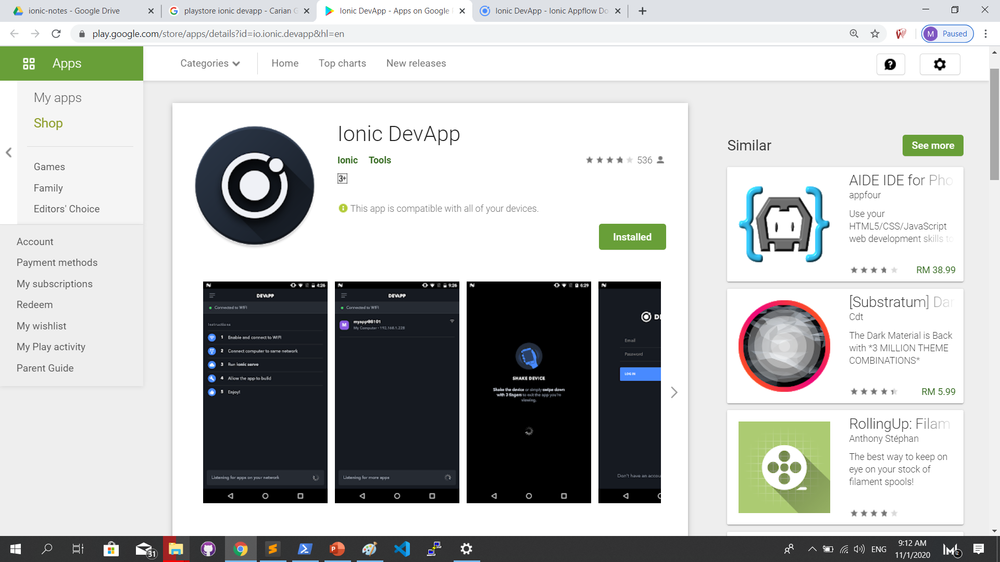 ionic-notes - Google Drive
playstore ionic devapp - Carian G
Ionic DevApp - Apps on Google P
Ionic DevApp - Ionic Appflow Do
play.google.com/store/apps/details?id=io.ionic.devapp&hl=en
M Paused
Apps
Categories
Home
Top charts
New releases
My apps
Shop
Games
Family
Editors' Choice
Account
Payment methods
My subscriptions
Redeem
My wishlist
My Play activity
Parent Guide
Ionic DevApp
Ionic Tools
536
3+
This app is compatible with all of your devices.
Installed
4:26
DEVAPP
Connected to WIFI
Instructions
1 Enable and connect to WIFI
2 Connect computer to same network
3 Run ionic serve
4 Allow the app to build
5 Enjoy!
Listening for apps on your network
9:26
DEVAPP
Connected to WIFI
M
myapp@8101
My Computer • 192.168.1.228
Listening for more apps
6:29
SHAKE DEVICE
Shake the device or simply swipe down
with 3 fingers to exit the app you're
viewing.
Email
Password
LOG IN
Don't have an accou
Similar
See more
AIDE IDE for Pho
appfour
Use your
HTML5/CSS/JavaScript
web development skills to
RM 38.99
[Substratum] Dar
Cdt
The Dark Material is Back
with *3 MILLION THEME
COMBINATIONS*
RM 5.99
RollingUp: Filam
Anthony Stéphan
The best way to keep on
eye on your stock of
filament spools!
31
ENG
9:12 AM
11/1/2020
2